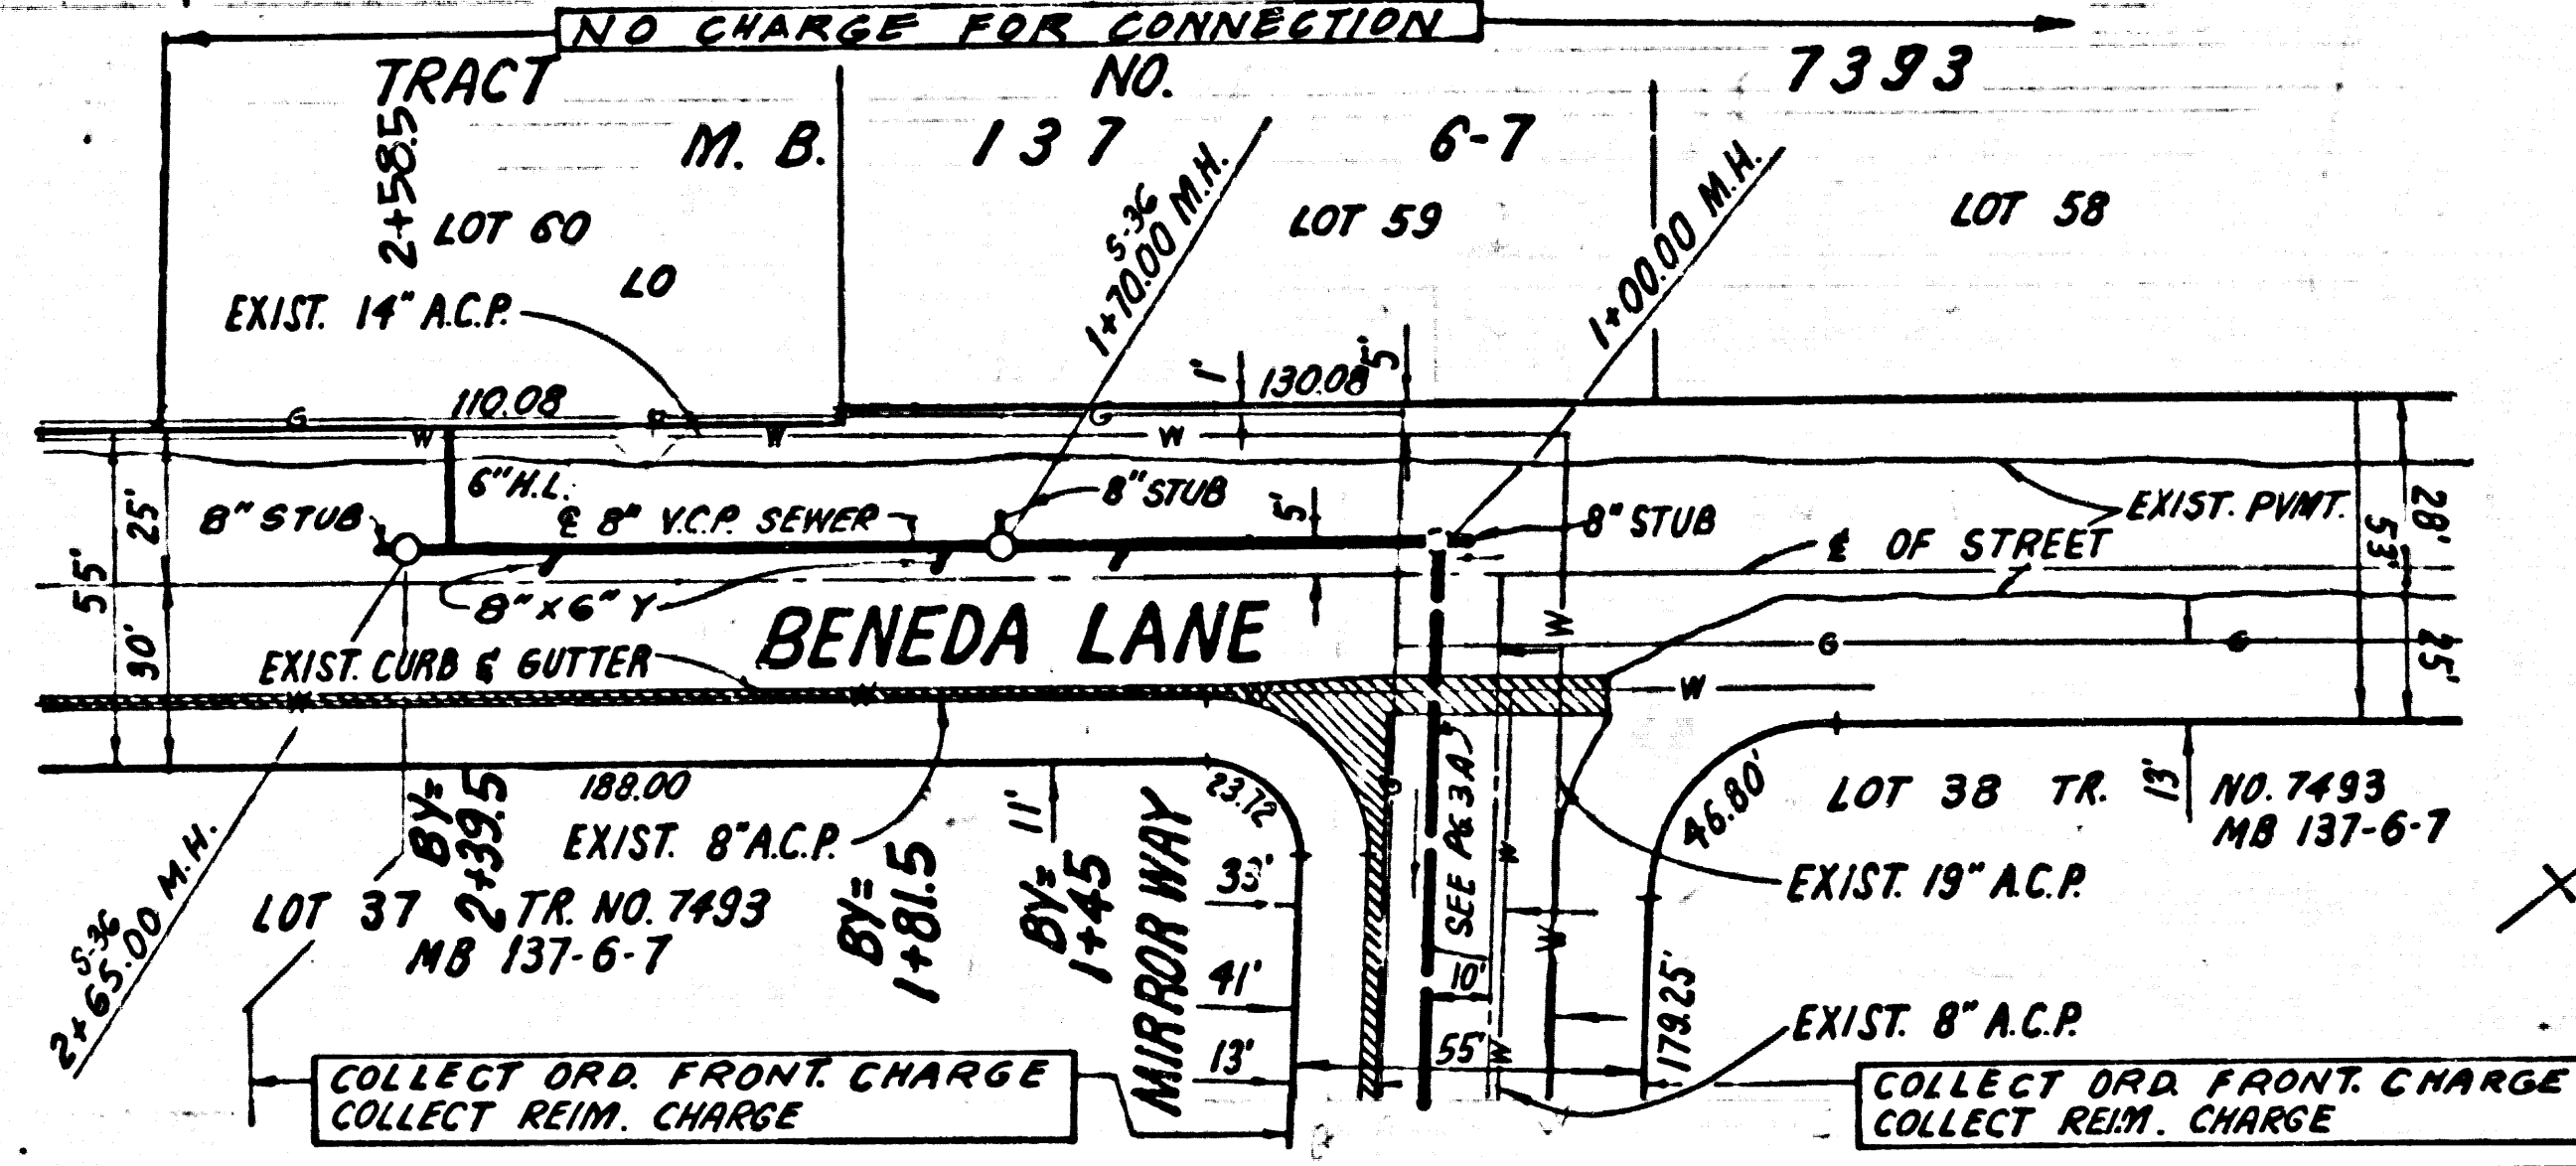 NO CHARGE FOR CONNECTION
TRACT NO. 7393
M. B. 137 6-7
2+58.5
LOT 60
LO
S-36
1+70.00 M.H.
LOT 59
1+00.00 M.H.
LOT 58
EXIST. 14" A.C.P.
110.08
1'
130.08
5'
G
P
G
W
W
W
6" H.L.
8" STUB
℄ 8" V.C.P. SEWER
8" STUB
5'
8" STUB
EXIST. PVMT.
℄ OF STREET
25'
55'
30'
28'
53'
25'
8" X 6" Y
BENEDA LANE
EXIST. CURB & GUTTER
W
G
G
W
W
W
188.00
BY=
2+39.5
EXIST. 8" A.C.P.
BY=
1+81.5
11'
BY=
1+45
MIRROR WAY
23.72
33'
41'
13'
G
SEE PG 3A
10'
55'
W
W
W
46.80'
179.25'
LOT 38 TR. NO. 7493
MB 137-6-7
13'
EXIST. 19" A.C.P.
EXIST. 8" A.C.P.
S-36
2+65.00 M.H.
LOT 37 TR. NO. 7493
MB 137-6-7
COLLECT ORD. FRONT. CHARGE
COLLECT REIM. CHARGE
COLLECT ORD. FRONT. CHARGE
COLLECT REIM. CHARGE